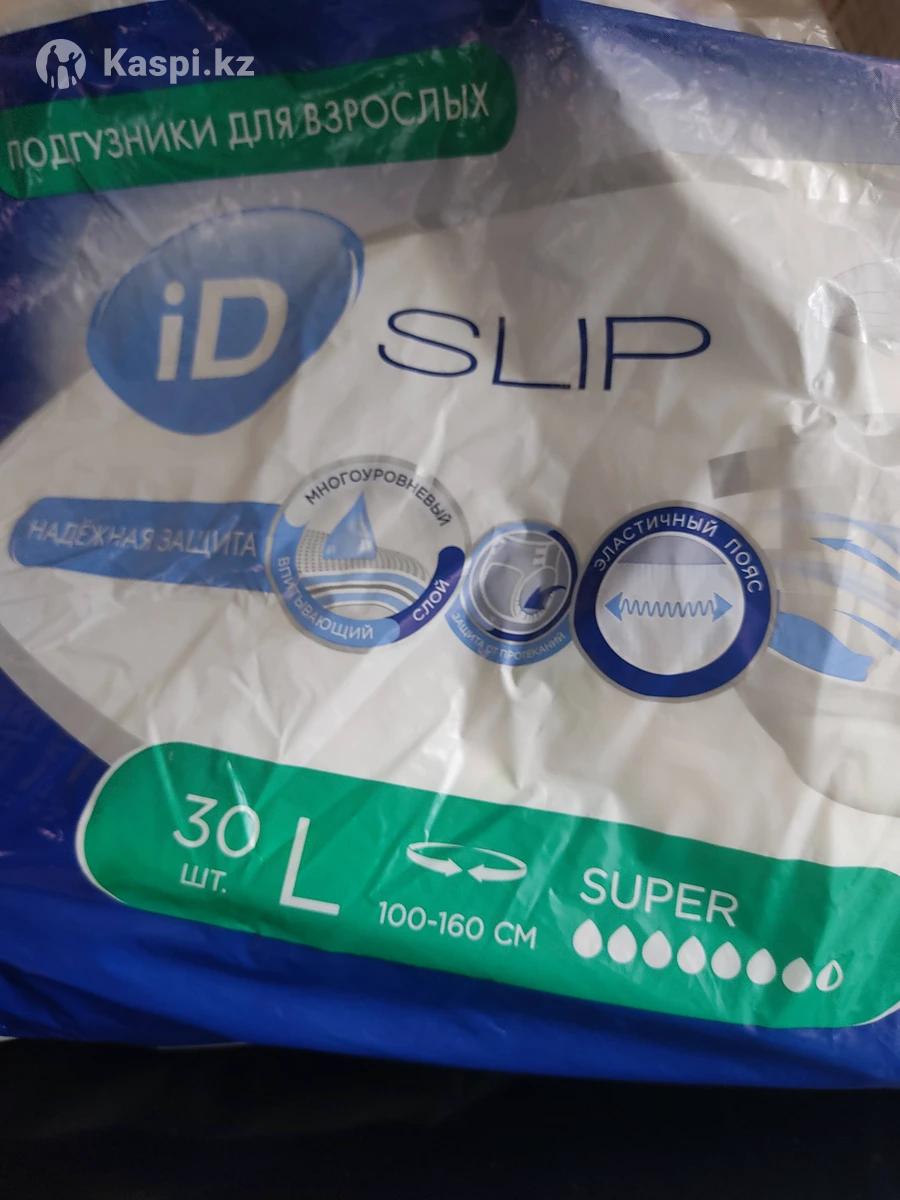 Kaspi.kz
ПОДГУЗНИКИ ДЛЯ ВЗРОСЛЫХ
iD
SLIP
НАДЁЖНАЯ ЗАЩИТА
МНОГОУРОВНЕВЫЙ
ВПИТЫВАЮЩИЙ
СЛОЙ
ЗАЩИТА ОТ ПРОТЕКАНИЙ
ЭЛАСТИЧНЫЙ ПОЯС
30
ШТ.
L
100-160 СМ
SUPER